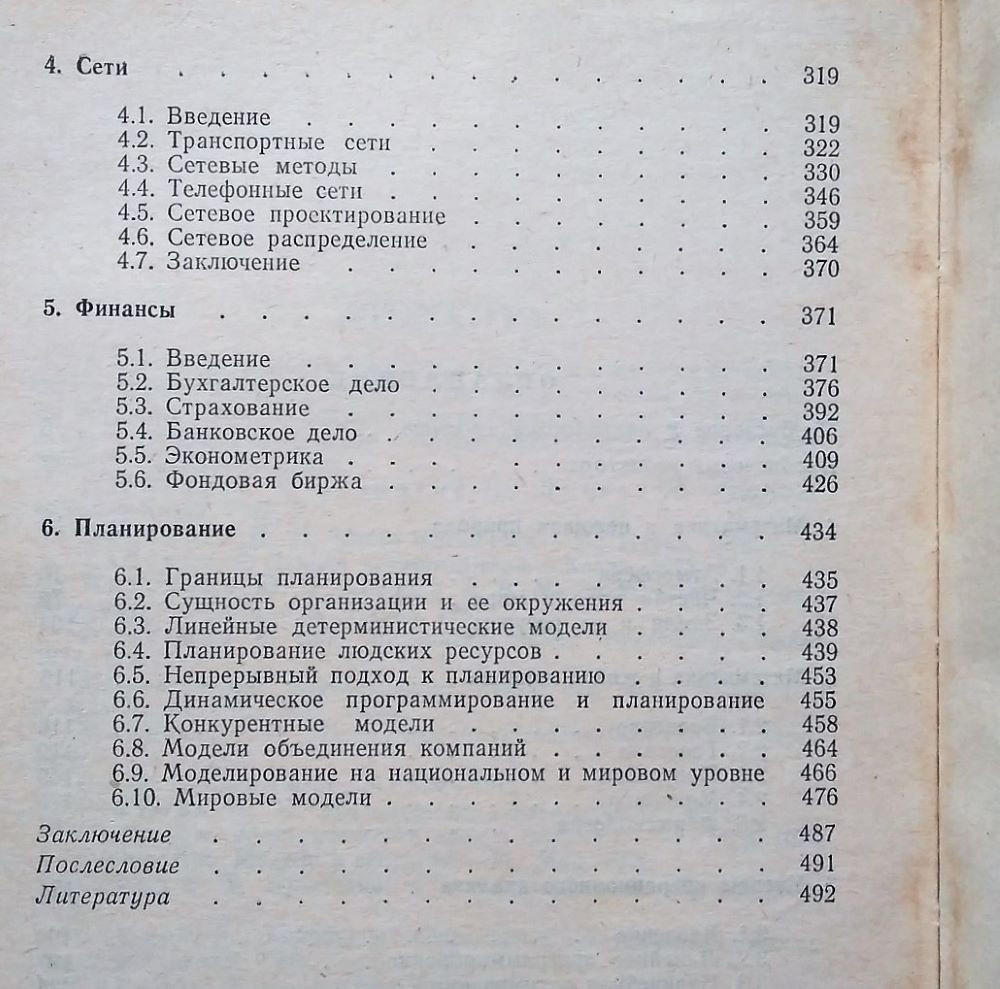 4. Сети . . . . . . . . . . . . . . . 319
4.1. Введение . . . . . . . . . . . . 319
4.2. Транспортные сети . . . . . . . . . 322
4.3. Сетевые методы . . . . . . . . . . 330
4.4. Телефонные сети . . . . . . . . . . 346
4.5. Сетевое проектирование . . . . . . . . 359
4.6. Сетевое распределение . . . . . . . . 364
4.7. Заключение . . . . . . . . . . . 370
5. Финансы . . . . . . . . . . . . . . 371
5.1. Введение . . . . . . . . . . . . 371
5.2. Бухгалтерское дело . . . . . . . . . 376
5.3. Страхование . . . . . . . . . . . 392
5.4. Банковское дело . . . . . . . . . . 406
5.5. Эконометрика . . . . . . . . . . . 409
5.6. Фондовая биржа . . . . . . . . . . 426
6. Планирование . . . . . . . . . . . . . 434
6.1. Границы планирования . . . . . . . . 435
6.2. Сущность организации и ее окружения . . . . 437
6.3. Линейные детерминистические модели . . . . 438
6.4. Планирование людских ресурсов . . . . . . 439
6.5. Непрерывный подход к планированию . . . . 453
6.6. Динамическое программирование и планирование 455
6.7. Конкурентные модели . . . . . . . . 458
6.8. Модели объединения компаний . . . . . . 464
6.9. Моделирование на национальном и мировом уровне 466
6.10. Мировые модели . . . . . . . . . . 476
Заключение . . . . . . . . . . . . . . 487
Послесловие . . . . . . . . . . . . . . 491
Литература . . . . . . . . . . . . . . 492